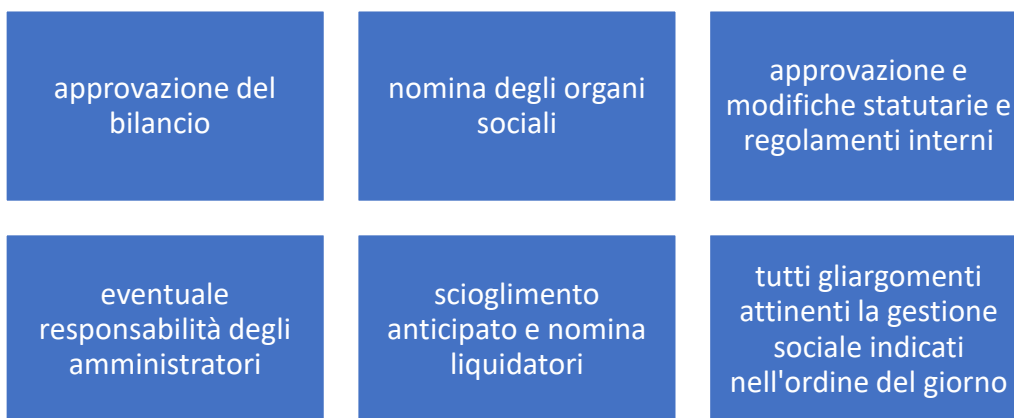 approvazione del
bilancio
nomina degli organi
sociali
approvazione e
modifiche statutarie e
regolamenti interni
eventuale
responsabilità degli
amministratori
scioglimento
anticipato e nomina
liquidatori
tutti gliargomenti
attinenti la gestione
sociale indicati
nell'ordine del giorno